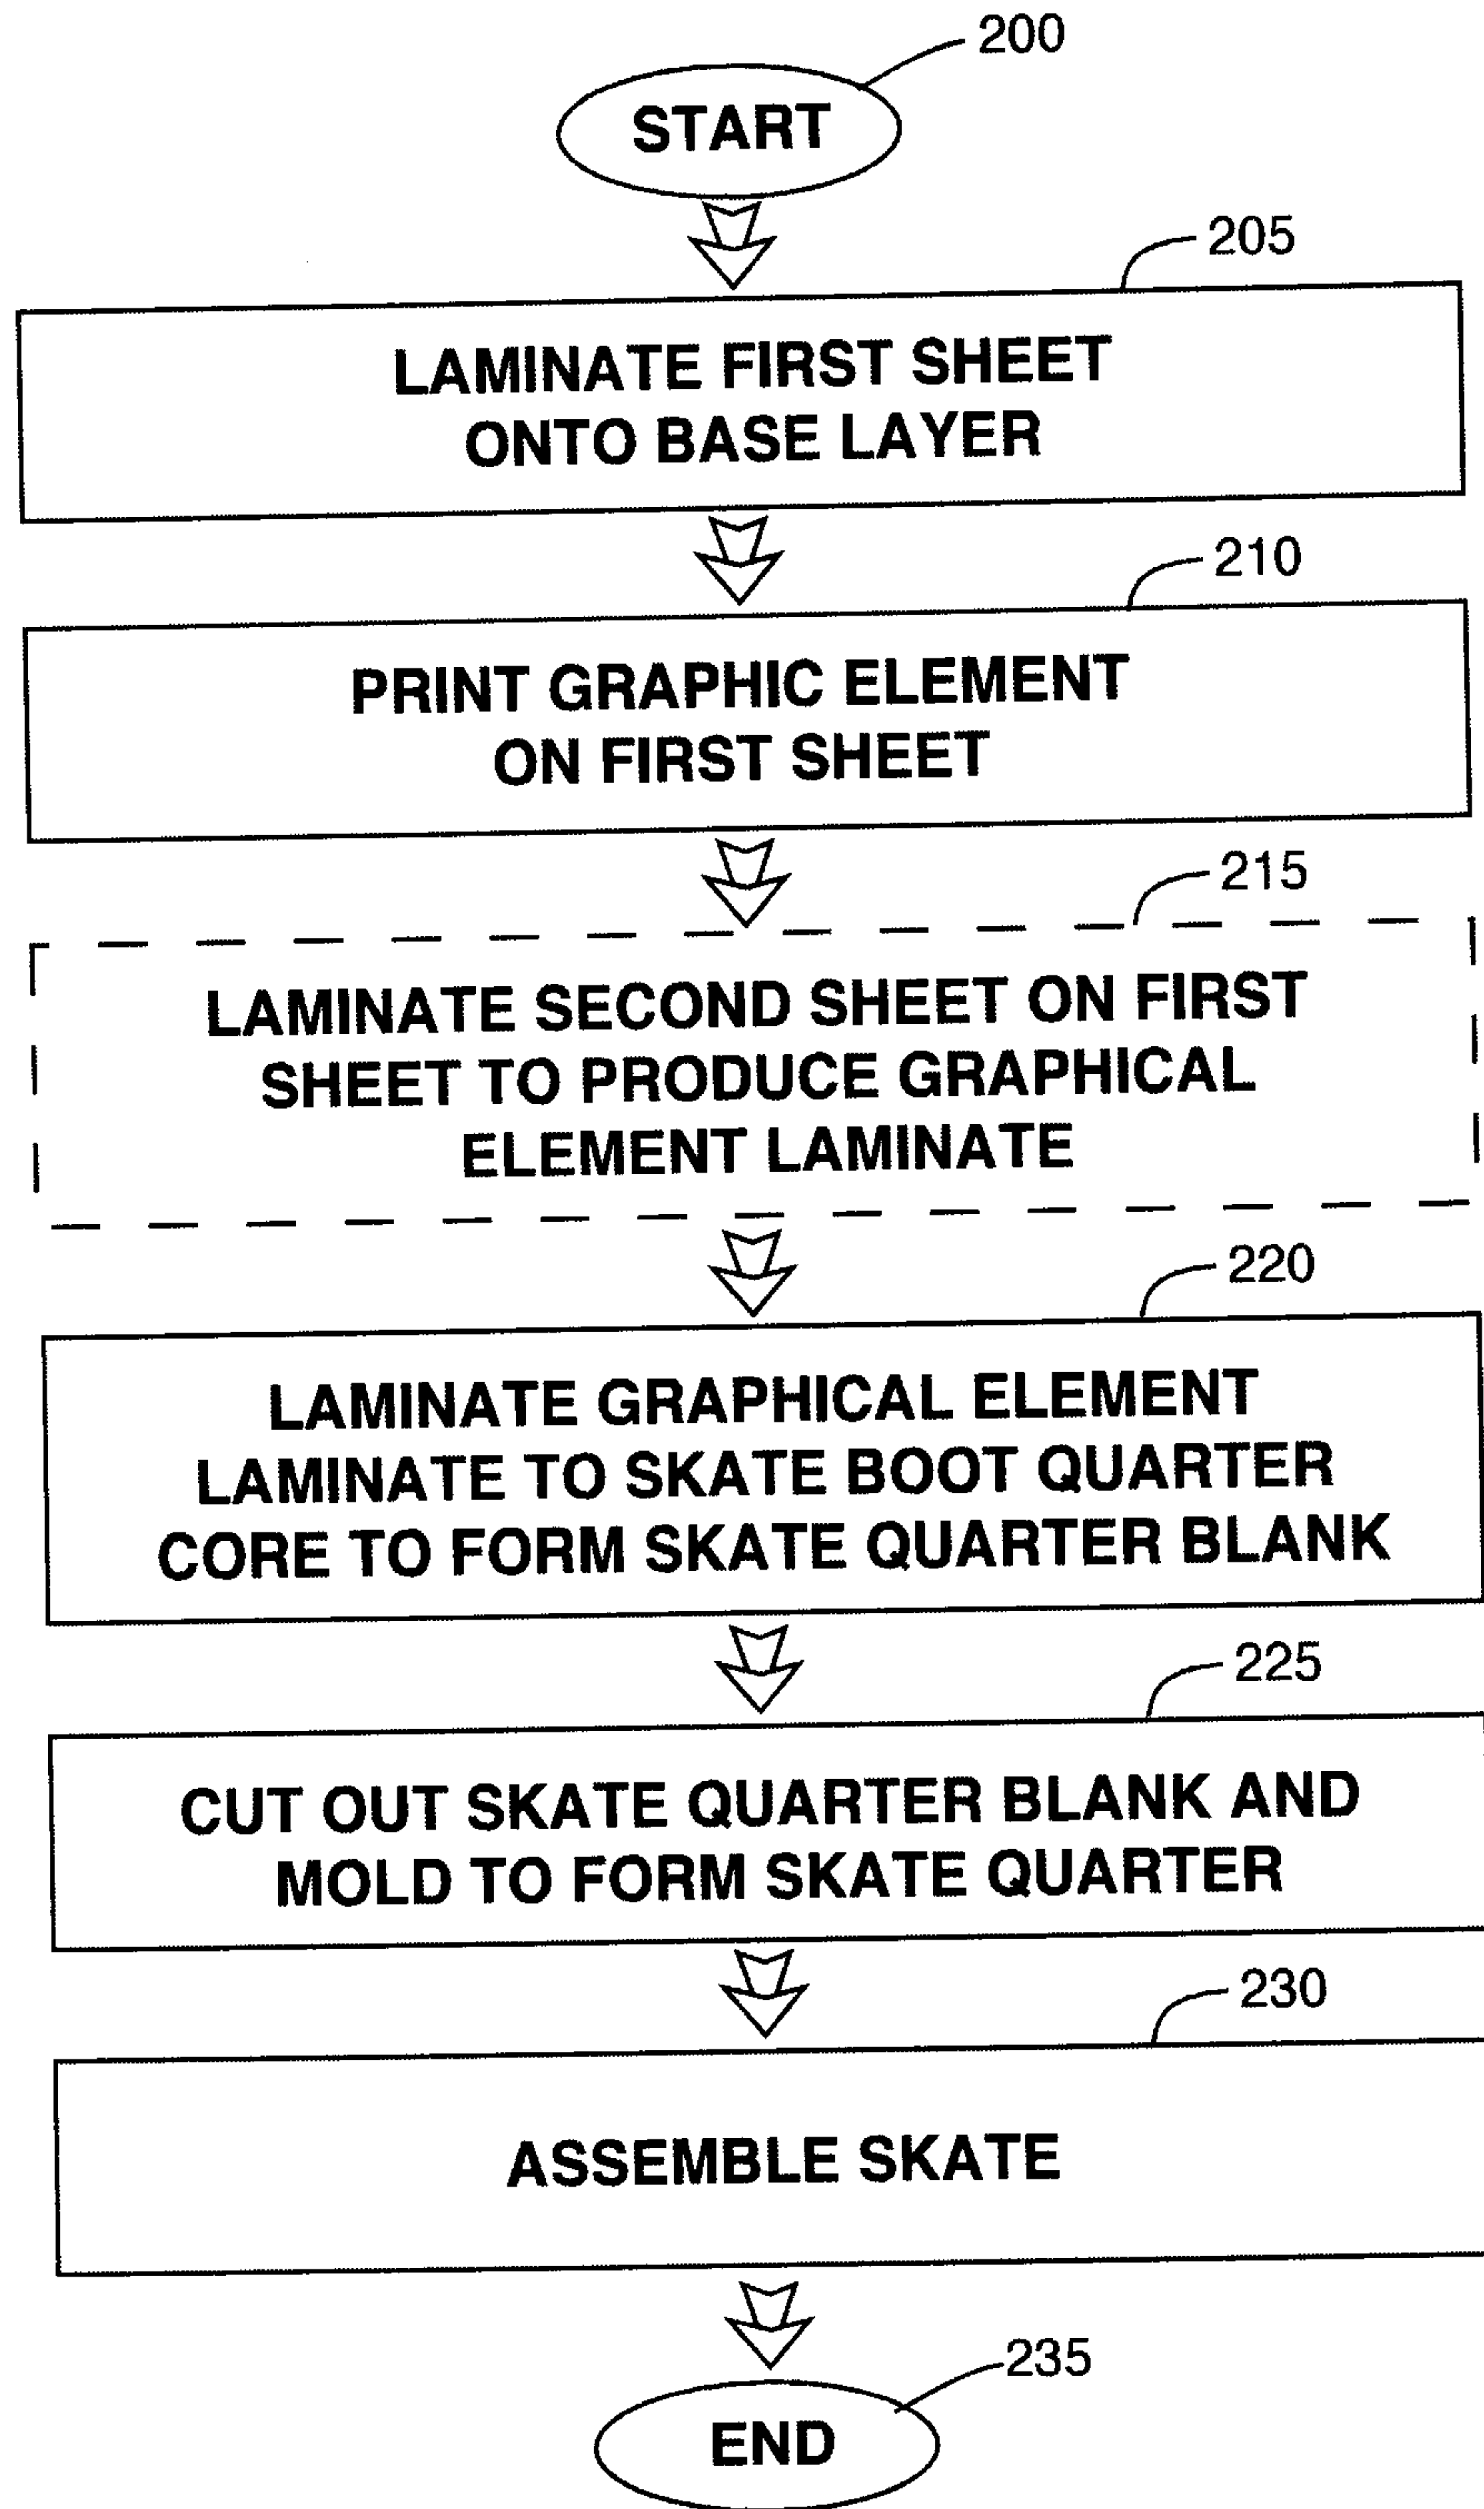 200
START
205
LAMINATE FIRST SHEET
ONTO BASE LAYER
210
PRINT GRAPHIC ELEMENT
ON FIRST SHEET
215
LAMINATE SECOND SHEET ON FIRST
SHEET TO PRODUCE GRAPHICAL
ELEMENT LAMINATE
220
LAMINATE GRAPHICAL ELEMENT
LAMINATE TO SKATE BOOT QUARTER
CORE TO FORM SKATE QUARTER BLANK
225
CUT OUT SKATE QUARTER BLANK AND
MOLD TO FORM SKATE QUARTER
230
ASSEMBLE SKATE
235
END